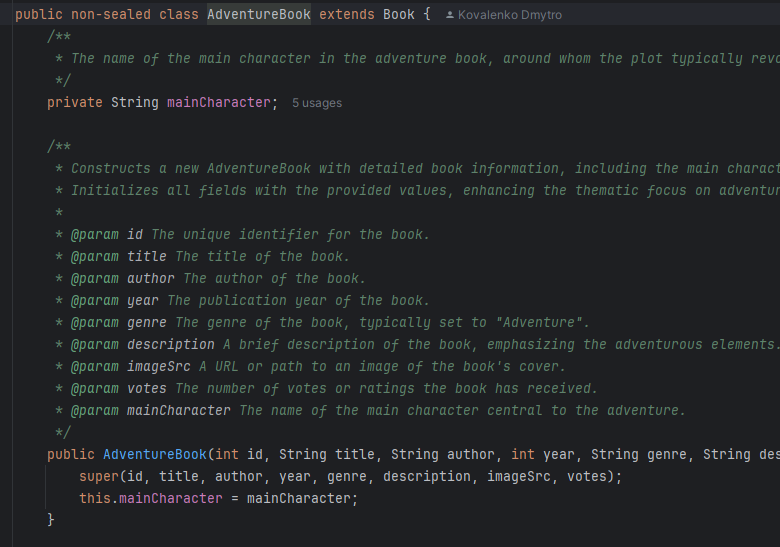 public non-sealed class AdventureBook extends Book { Kovalenko Dmytro
/**
* The name of the main character in the adventure book, around whom the plot typically
*/
private String mainCharacter; 5 usages
/**
* Constructs a new AdventureBook with detailed book information, including the main
* Initializes all fields with the provided values, enhancing the thematic focus on
*
* @param id The unique identifier for the book.
* @param title The title of the book.
* @param author The author of the book.
* @param year The publication year of the book.
* @param genre The genre of the book, typically set to "Adventure".
* @param description A brief description of the book, emphasizing the adventurous elements.
* @param imageSrc A URL or path to an image of the book's cover.
* @param votes The number of votes or ratings the book has received.
* @param mainCharacter The name of the main character central to the adventure.
*/
public AdventureBook(int id, String title, String author, int year, String genre, String
super(id, title, author, year, genre, description, imageSrc, votes);
this.mainCharacter = mainCharacter;
}